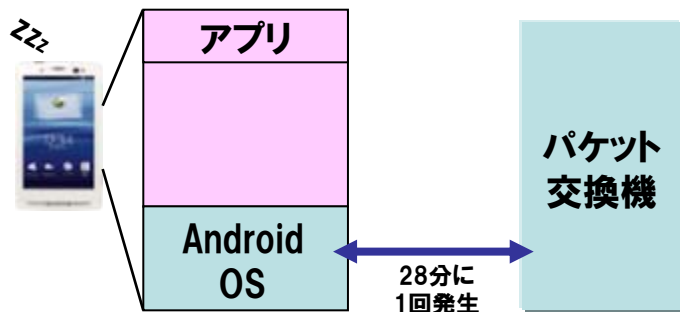 zzz
アプリ
Android
OS
28分に
1回発生
パケット
交換機